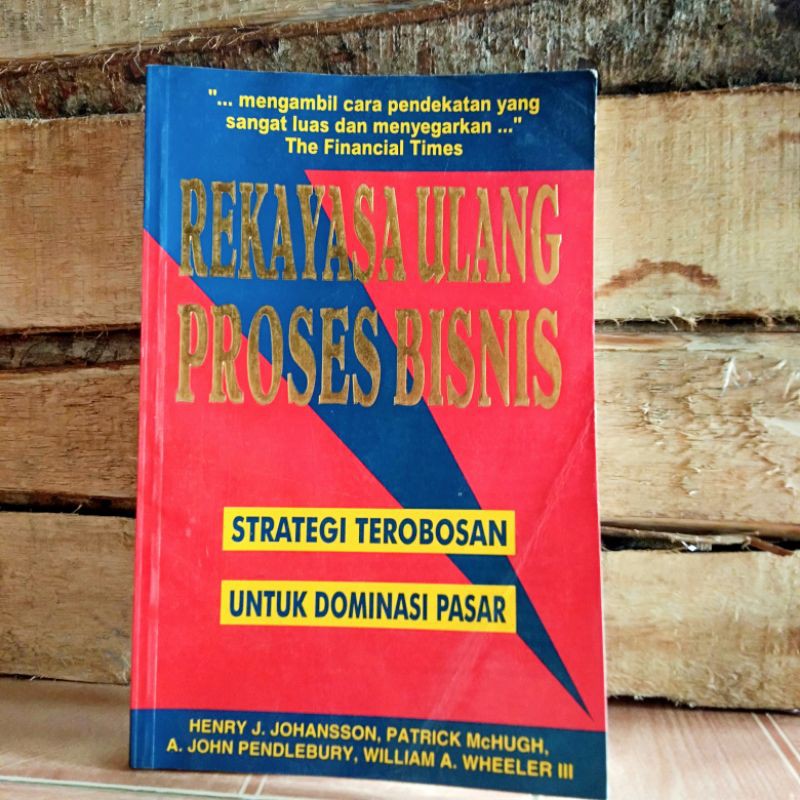 "... mengambil cara pendekatan yang
sangat luas dan menyegarkan ..."
The Financial Times
REKAYASA ULANG
PROSES BISNIS
STRATEGI TEROBOSAN
UNTUK DOMINASI PASAR
HENRY J. JOHANSSON, PATRICK McHUGH,
A. JOHN PENDLEBURY, WILLIAM A. WHEELER III